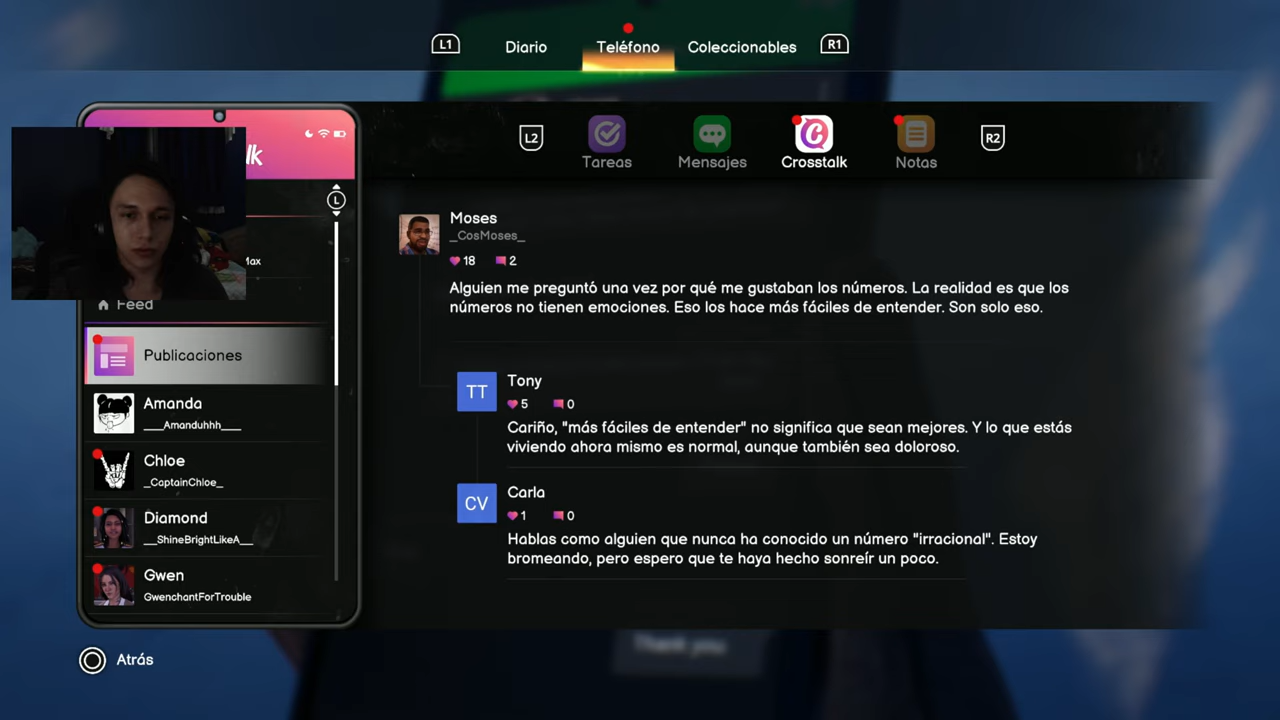 L1
Diario
Teléfono
Coleccionables
R1
L2
Tareas
Mensajes
Crosstalk
Notas
R2
lk
L
Max
Feed
Publicaciones
Amanda
___Amanduhhh___
Chloe
_CaptainChloe_
Diamond
__ShineBrightLikeA__
Gwen
GwenchantForTrouble
Moses
_CosMoses_
18 2
Alguien me preguntó una vez por qué me gustaban los números. La realidad es que los
números no tienen emociones. Eso los hace más fáciles de entender. Son solo eso.
TT
Tony
5 0
Cariño, "más fáciles de entender" no significa que sean mejores. Y lo que estás
viviendo ahora mismo es normal, aunque también sea doloroso.
CV
Carla
1 0
Hablas como alguien que nunca ha conocido un número "irracional". Estoy
bromeando, pero espero que te haya hecho sonreír un poco.
Thank you
Atrás